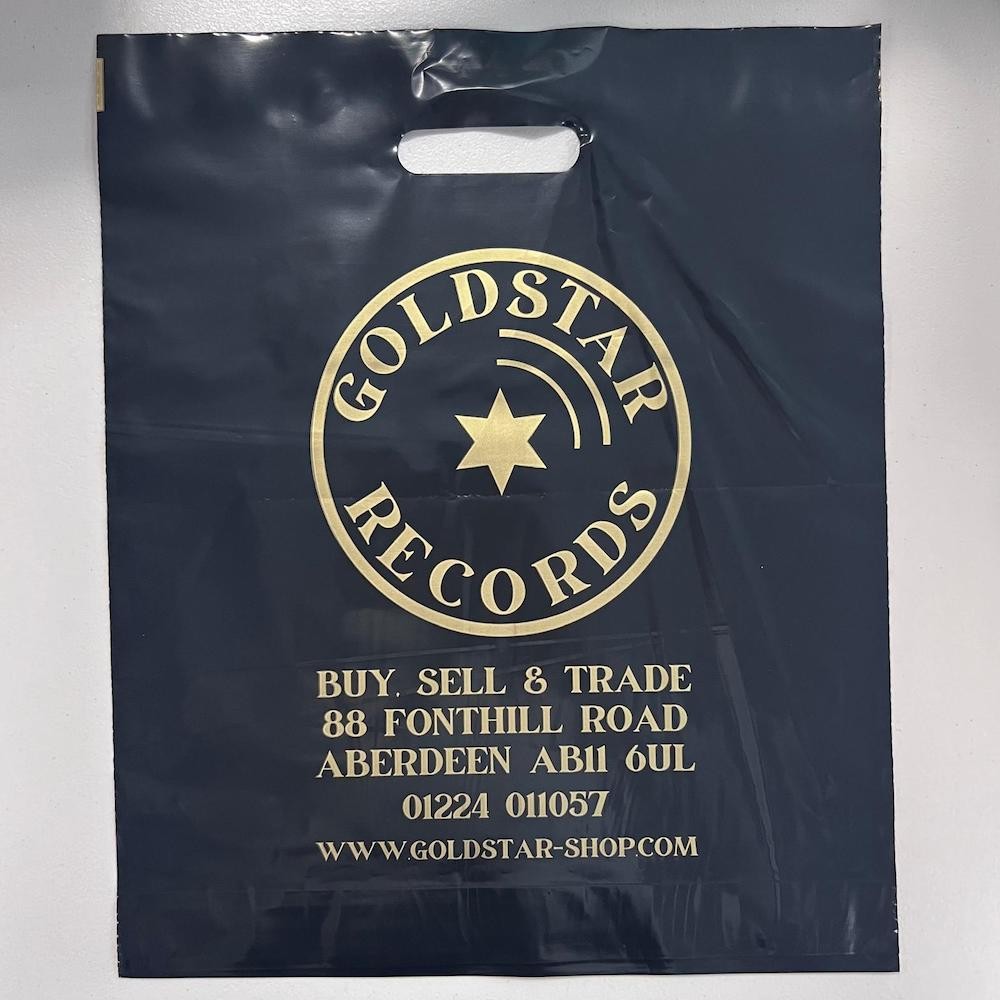 GOLDSTAR
RECORDS
BUY, SELL & TRADE
88 FONTHILL ROAD
ABERDEEN AB11 6UL
01224 011057
WWW.GOLDSTAR-SHOP.COM